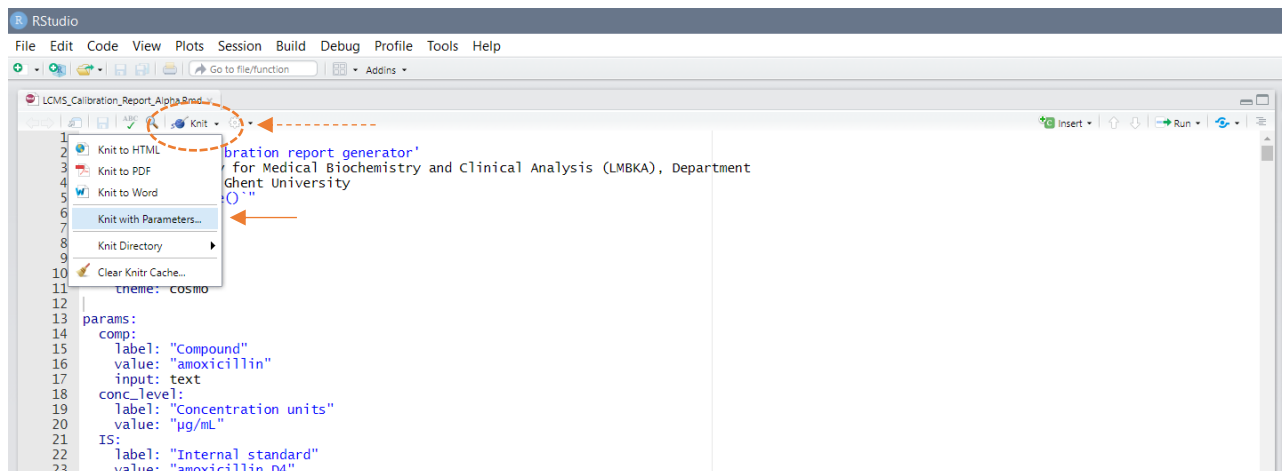 RStudio
File Edit Code View Plots Session Build Debug Profile Tools Help
Go to file/function Addins
LCMS_Calibration_Report_Alpha.Rmd
ABC Knit Insert Run
1
2 Knit to HTML bration report generator'
3 Knit to PDF y for Medical Biochemistry and Clinical Analysis (LMBKA), Department
4 Knit to Word Ghent University
5 ()`"
6 Knit with Parameters...
7
8 Knit Directory
9
10 Clear Knitr Cache...
11 theme: cosmo
12
13 params:
14 comp:
15 label: "Compound"
16 value: "amoxicillin"
17 input: text
18 conc_level:
19 label: "Concentration units"
20 value: "µg/mL"
21 IS:
22 label: "Internal standard"
23 value: "amoxicillin D4"